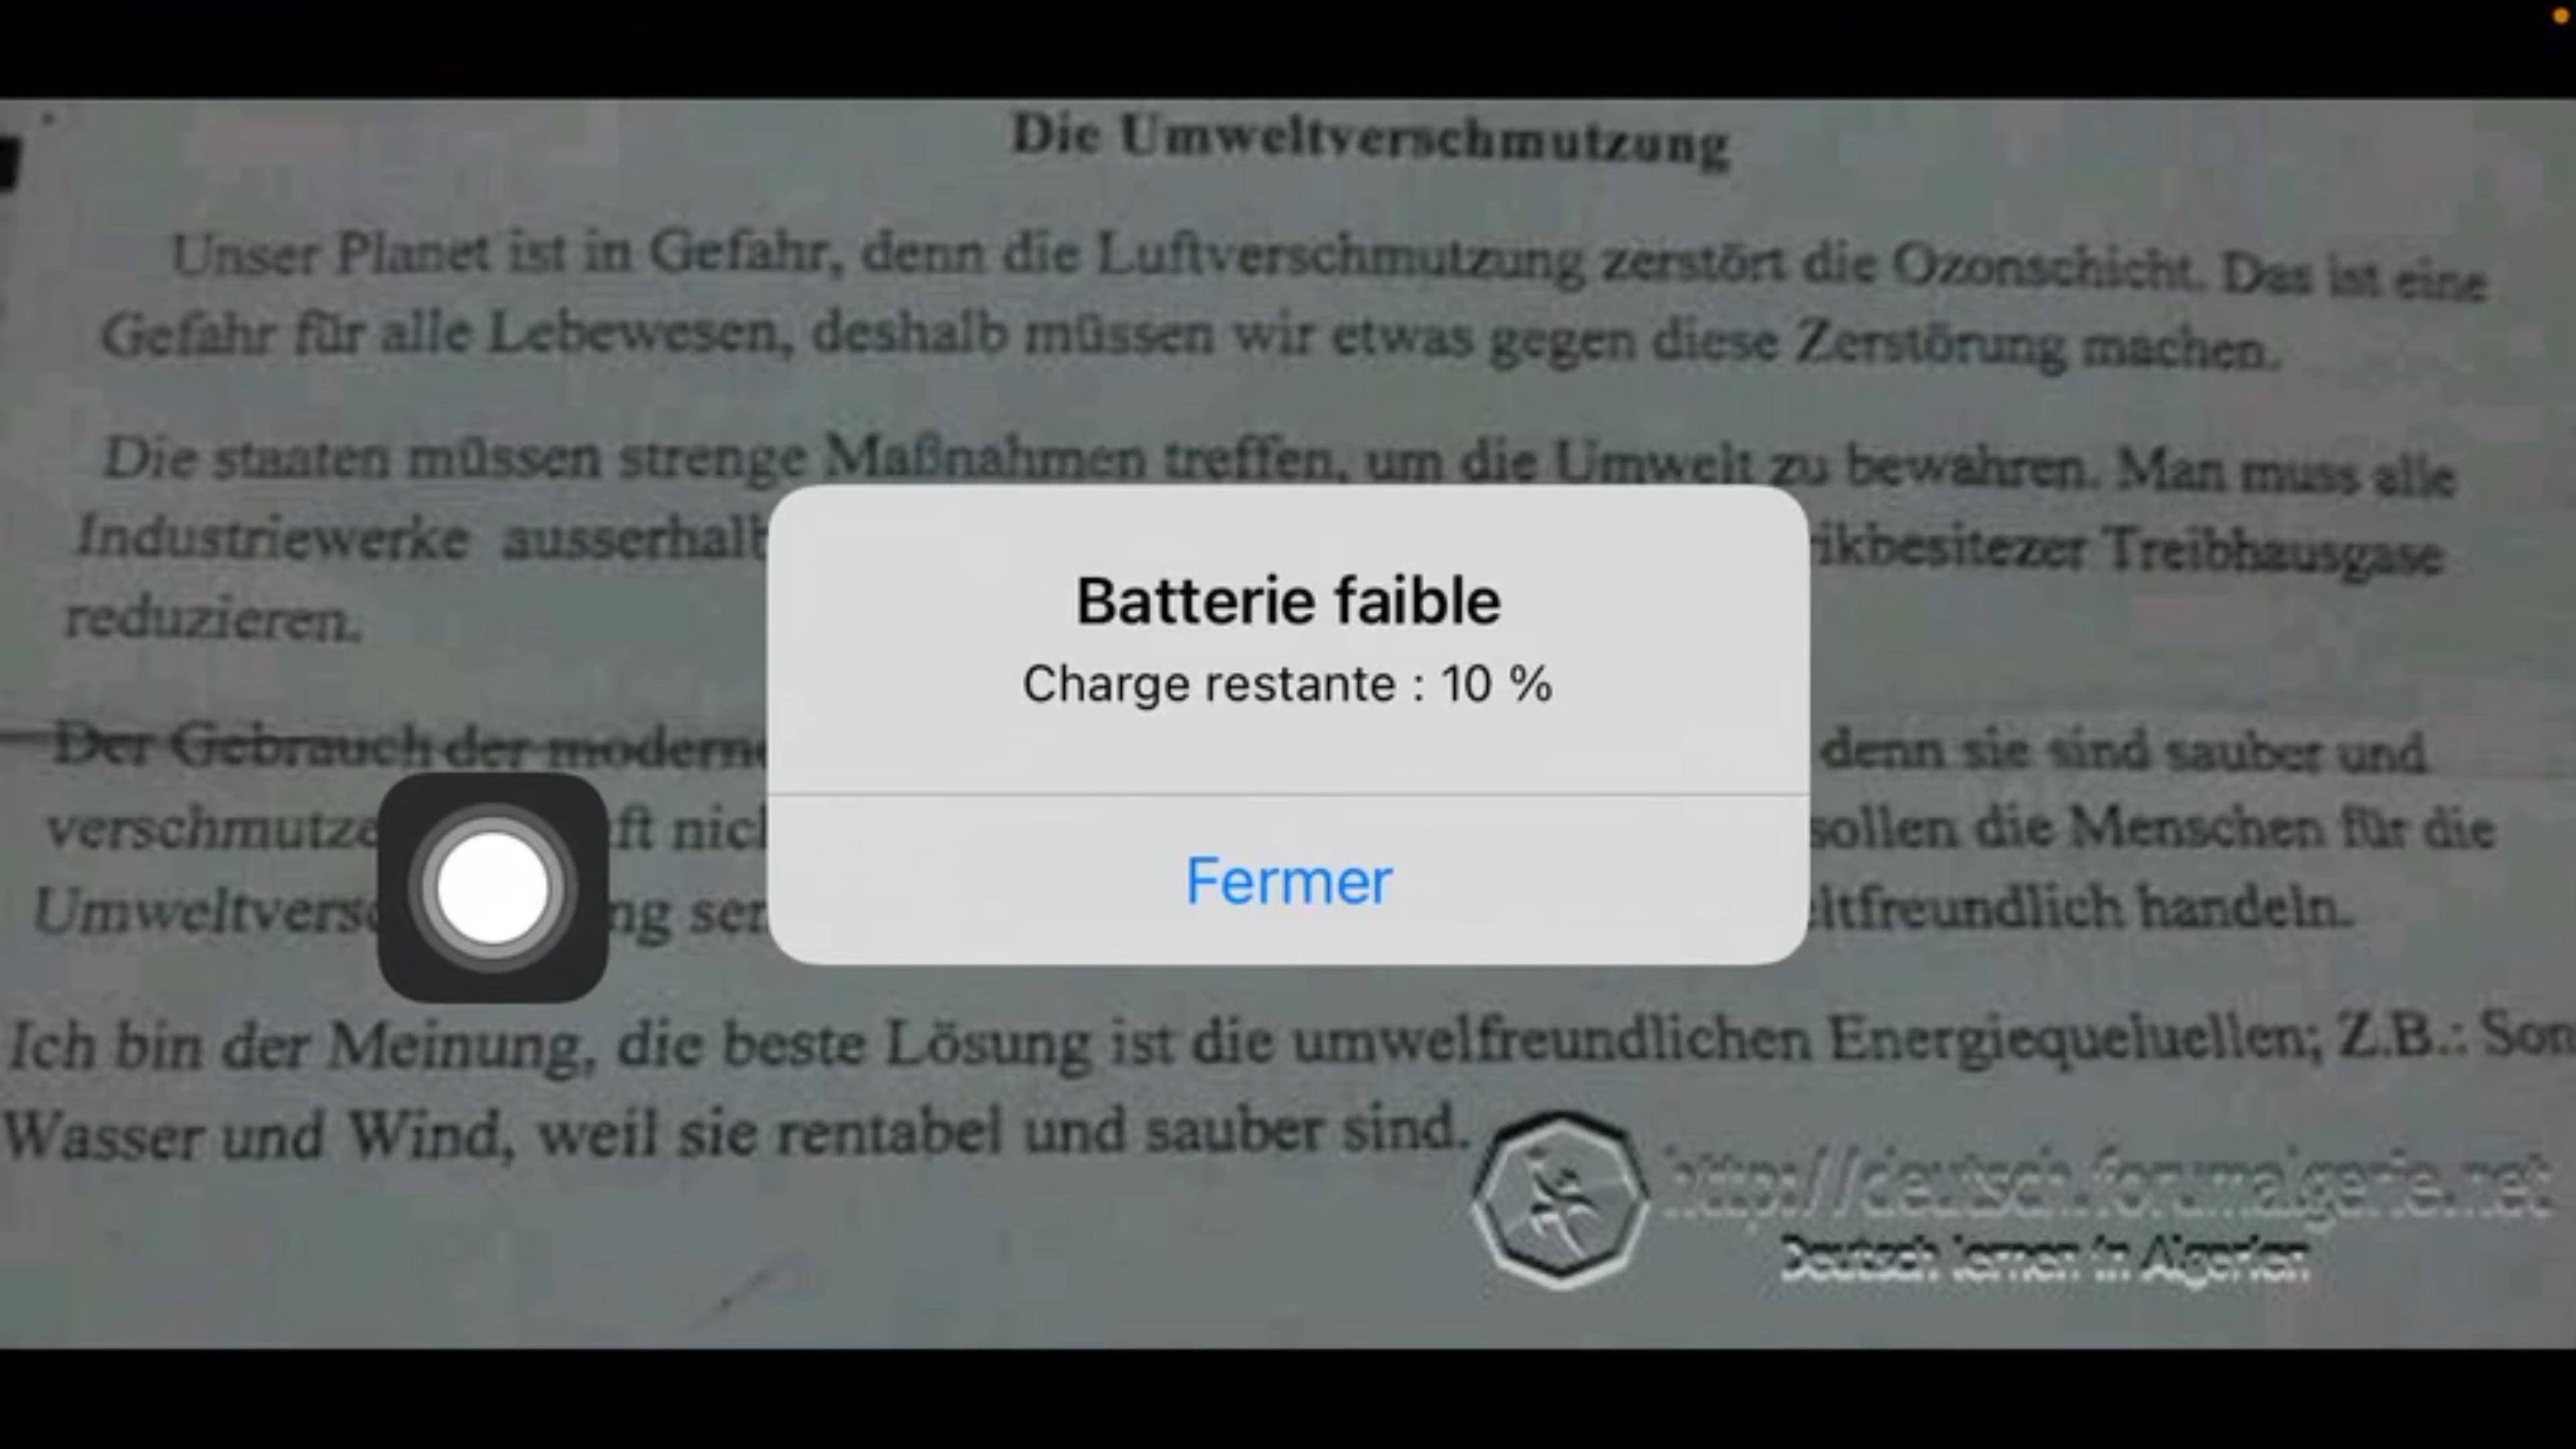 Die Umweltverschmutzung
Unser Planet ist in Gefahr, denn die Luftverschmutzung zerstört die Ozonschicht. Das ist eine
Gefahr für alle Lebewesen, deshalb müssen wir etwas gegen diese Zerstörung machen.
Die staaten müssen strenge Maßnahmen treffen, um die Umwelt zu bewahren. Man muss alle
Industriewerke ausserhalb ikbesitezer Treibhausgase
reduzieren.
Batterie faible
Charge restante : 10 %
Fermer
Der Gebrauch der moderne denn sie sind sauber und
verschmutze ft nic sollen die Menschen für die
Umweltversc ng ser ltfreundlich handeln.
Ich bin der Meinung, die beste Lösung ist die umwelfreundlichen Energiequeluellen; Z.B.: Son
Wasser und Wind, weil sie rentabel und sauber sind.
http://deutsch.forumalgerie.net
Deutsch lernen in Algerien